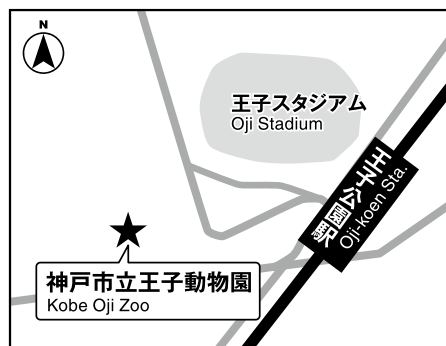 N
王子スタジアム
Oji Stadium
王子公園駅
Oji-koen Sta.
神戸市立王子動物園
Kobe Oji Zoo